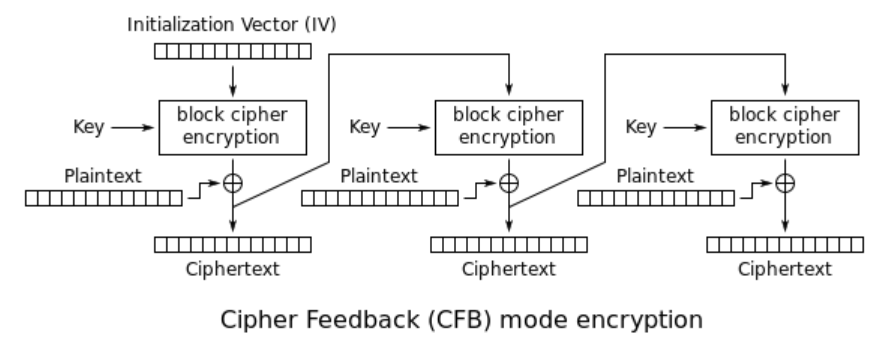 Initialization Vector (IV)
block cipher
encryption
Key
Plaintext
Ciphertext
block cipher
encryption
Key
Plaintext
Ciphertext
block cipher
encryption
Key
Plaintext
Ciphertext
Cipher Feedback (CFB) mode encryption